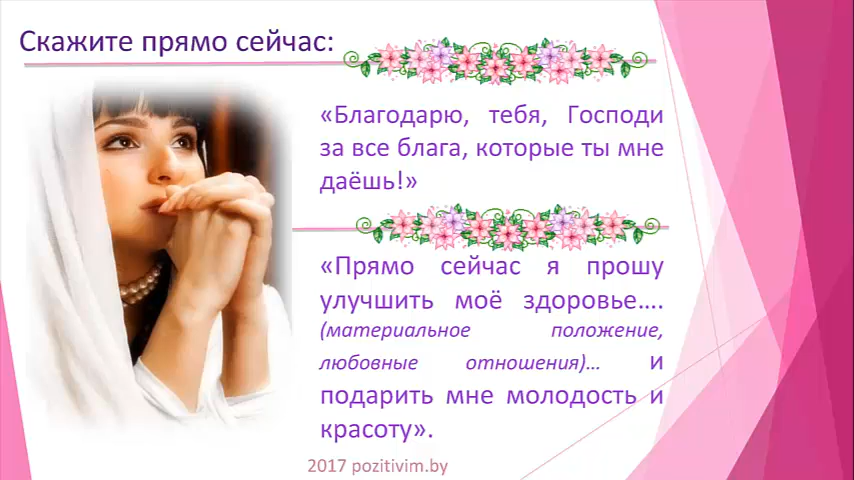 Скажите прямо сейчас:
«Благодарю, тебя, Господи
за все блага, которые ты мне
даёшь!»
«Прямо сейчас я прошу
улучшить моё здоровье….
(материальное положение,
любовные отношения)… и
подарить мне молодость и
красоту».
2017 pozitivim.by